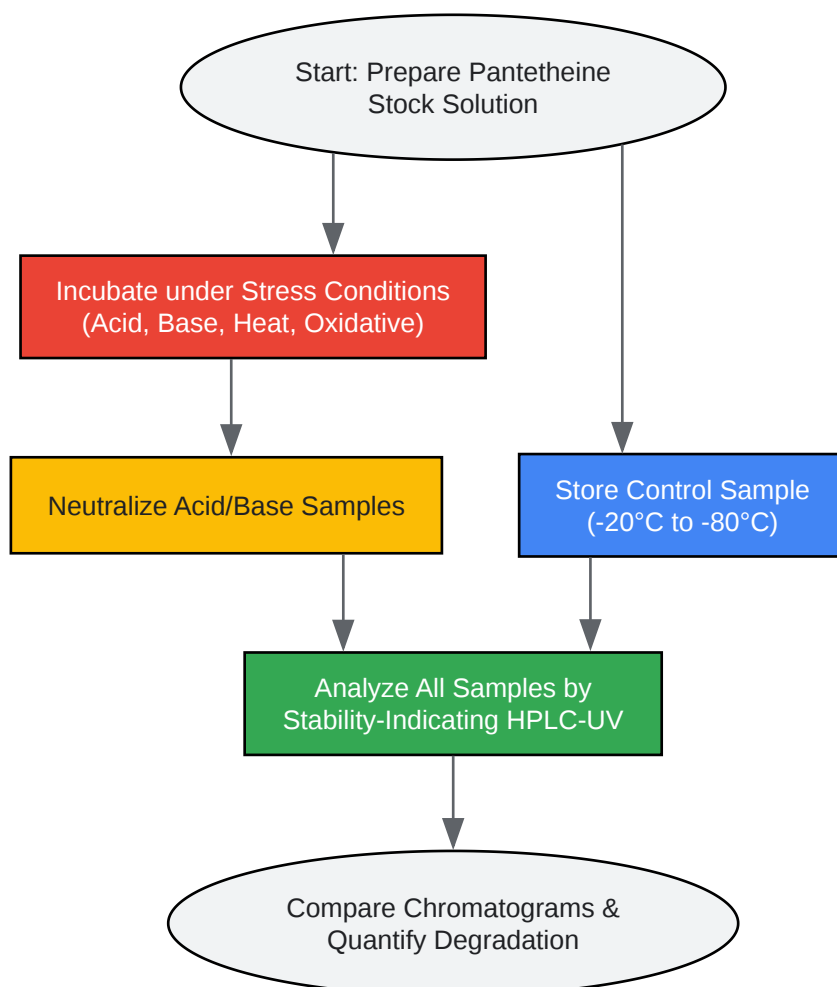 Start: Prepare Pantetheine
Stock Solution
Incubate under Stress Conditions
(Acid, Base, Heat, Oxidative)
Neutralize Acid/Base Samples
Store Control Sample
(-20°C to -80°C)
Analyze All Samples by
Stability-Indicating HPLC-UV
Compare Chromatograms &
Quantify Degradation